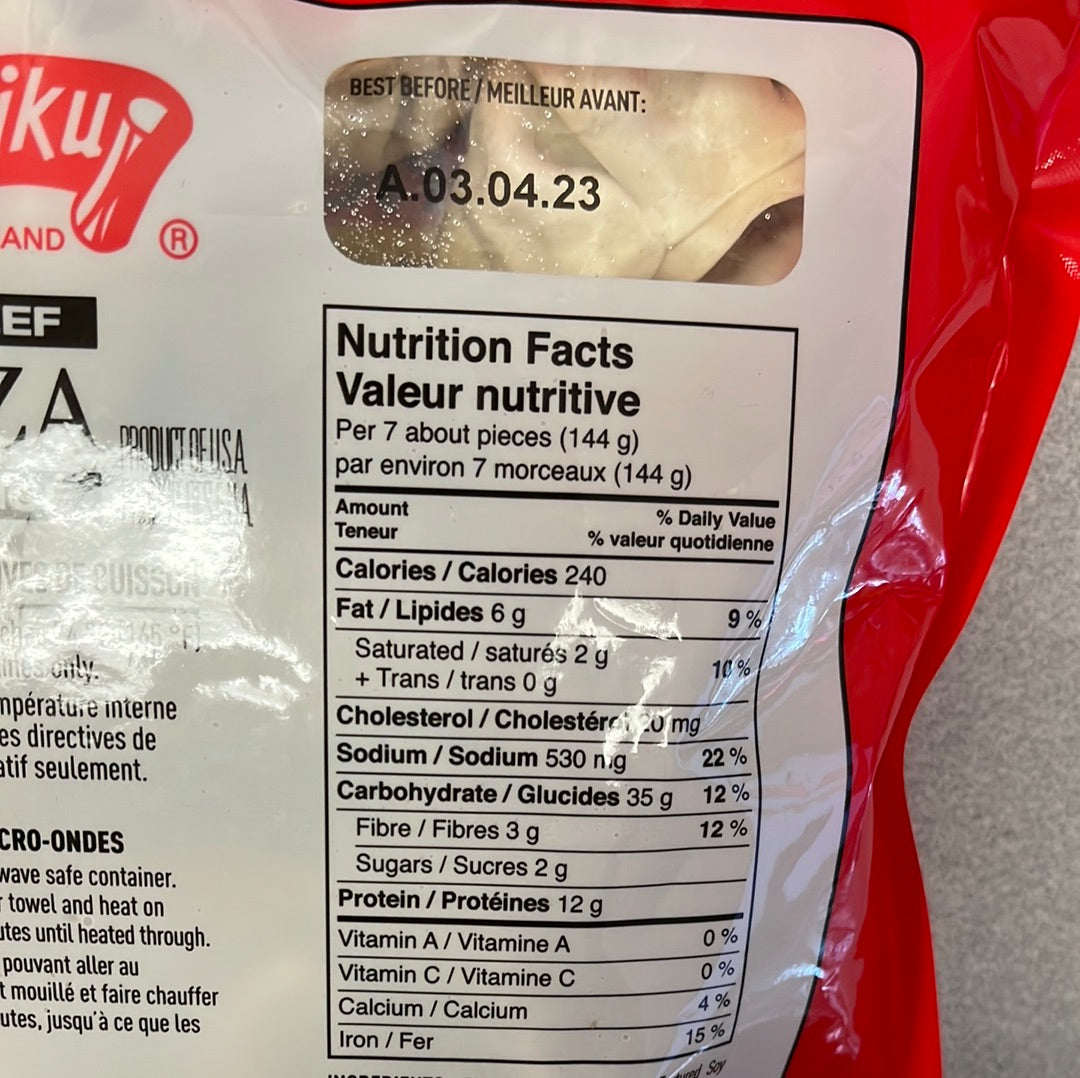 iku
AND
®
EF
ZA
PRODUCT OF USA
CUISSON
only.
mpérature interne
es directives de
atif seulement.
CRO-ONDES
wave safe container.
r towel and heat on
utes until heated through.
pouvant aller au
t mouillé et faire chauffer
utes, jusqu'à ce que les
BEST BEFORE / MEILLEUR AVANT:
A.03.04.23
Nutrition Facts
Valeur nutritive
Per 7 about pieces (144 g)
par environ 7 morceaux (144 g)
Amount
Teneur
% Daily Value
% valeur quotidienne
Calories / Calories 240
Fat / Lipides 6 g 9 %
Saturated / saturés 2 g
+ Trans / trans 0 g 10 %
Cholesterol / Cholestérol 20 mg
Sodium / Sodium 530 mg 22 %
Carbohydrate / Glucides 35 g 12 %
Fibre / Fibres 3 g 12 %
Sugars / Sucres 2 g
Protein / Protéines 12 g
Vitamin A / Vitamine A 0 %
Vitamin C / Vitamine C 0 %
Calcium / Calcium 4 %
Iron / Fer 15 %
Soy